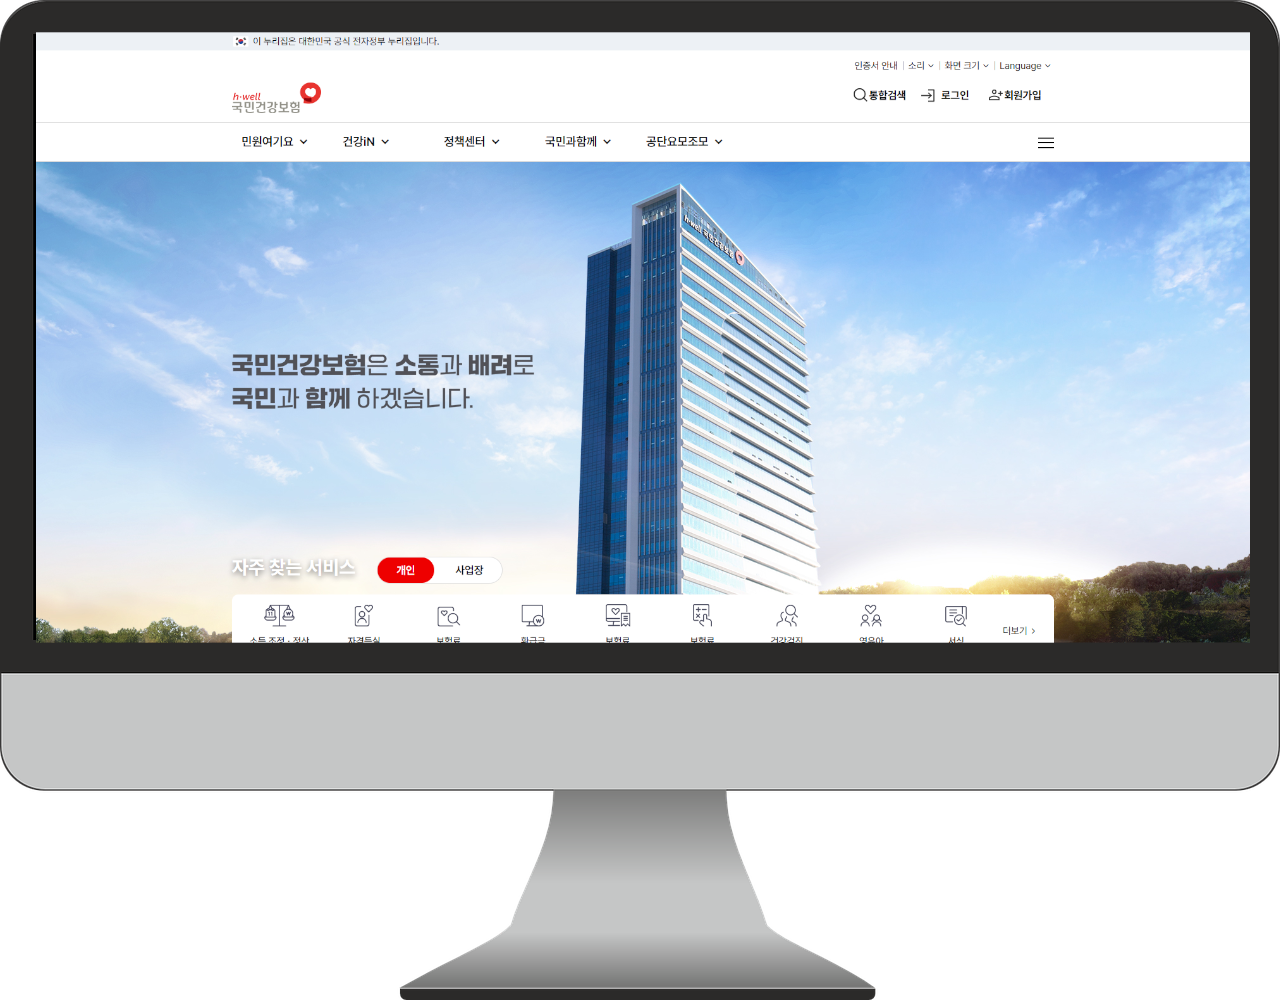 이 누리집은 대한민국 공식 전자정부 누리집입니다.
인증서 안내 소리 화면 크기 Language
h·well
국민건강보험
통합검색 로그인 회원가입
민원여기요 건강iN 정책센터 국민과함께 공단요모조모
h·well 국민건강보험
국민건강보험은 소통과 배려로
국민과 함께 하겠습니다.
자주 찾는 서비스 개인 사업장
소득 조정·정산 자격득실 보험료 환급금 보험료 보험료 건강검진 영유아 서식 더보기